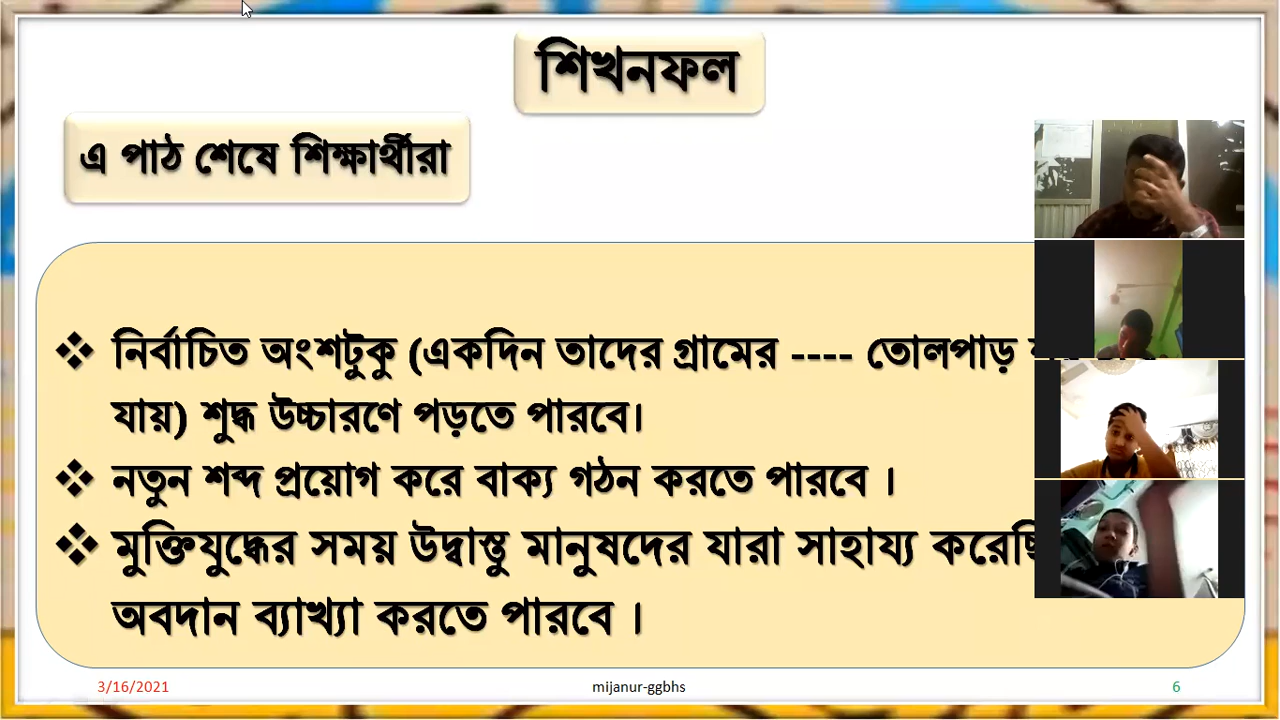 শিখনফল
এ পাঠ শেষে শিক্ষার্থীরা
❖ নির্বাচিত অংশটুকু (একদিন তাদের গ্রামের ---- তোলপাড়
যায়) শুদ্ধ উচ্চারণে পড়তে পারবে।
❖ নতুন শব্দ প্রয়োগ করে বাক্য গঠন করতে পারবে ।
❖ মুক্তিযুদ্ধের সময় উদ্বাস্তু মানুষদের যারা সাহায্য
অবদান ব্যাখ্যা করতে পারবে ।
3/16/2021 mijanur-ggbhs 6